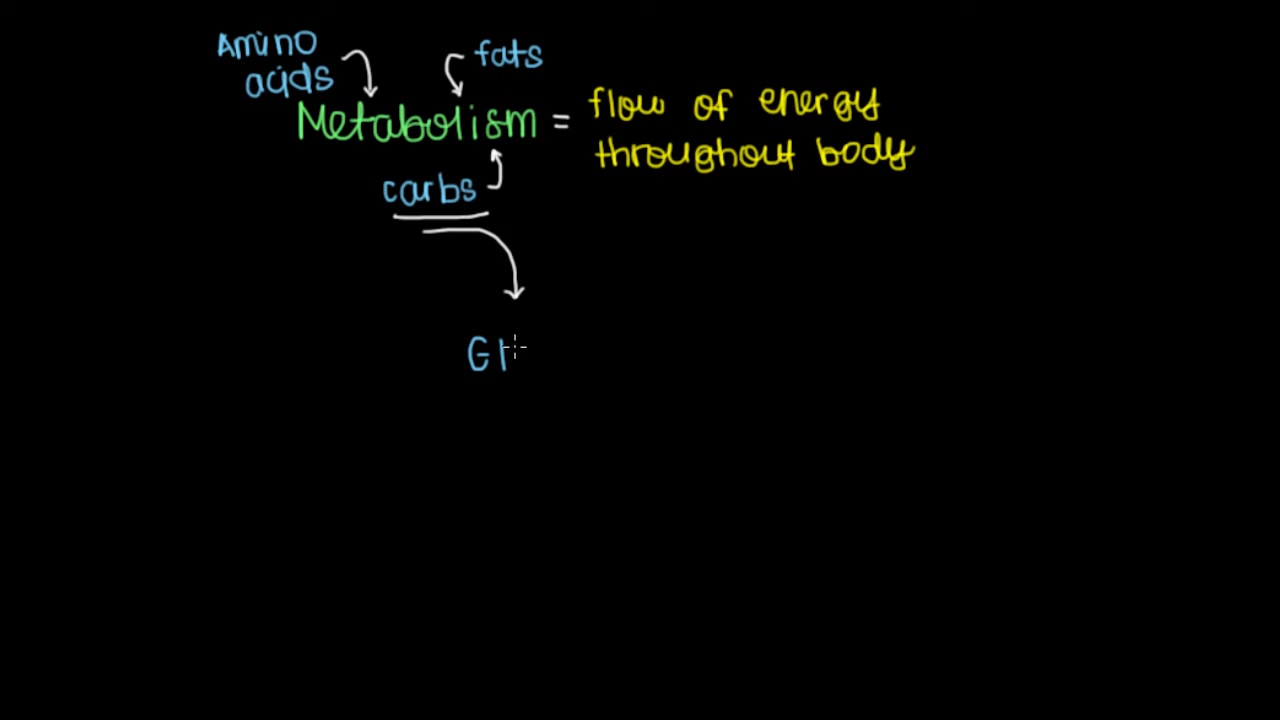 Amino
acids
fats
Metabolism =
flow of energy
throughout body
carbs
Gl